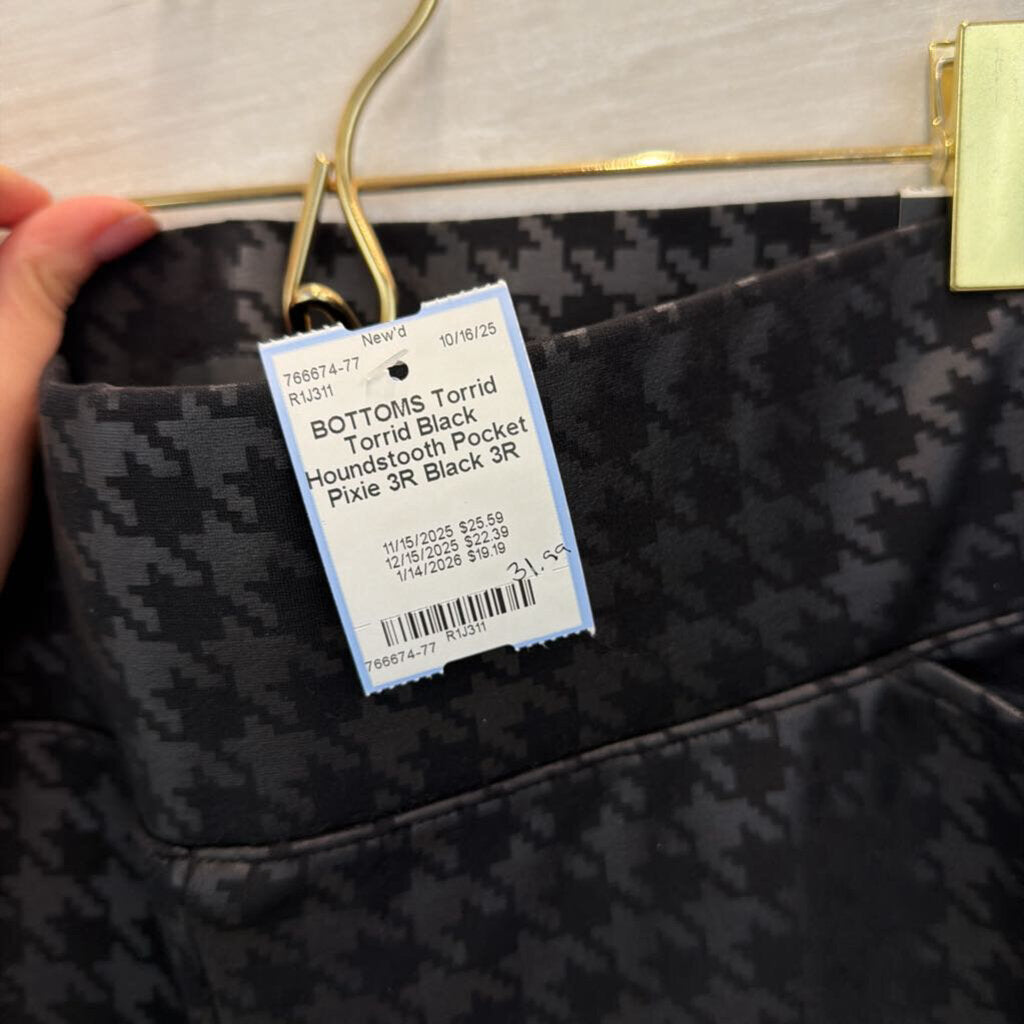 New'd
10/16/25
766674-77
R1J311
BOTTOMS Torrid
Torrid Black
Houndstooth Pocket
Pixie 3R Black 3R
11/15/2025 $25.59
12/15/2025 $22.39
1/14/2026 $19.19
31.99
R1J311
766674-77